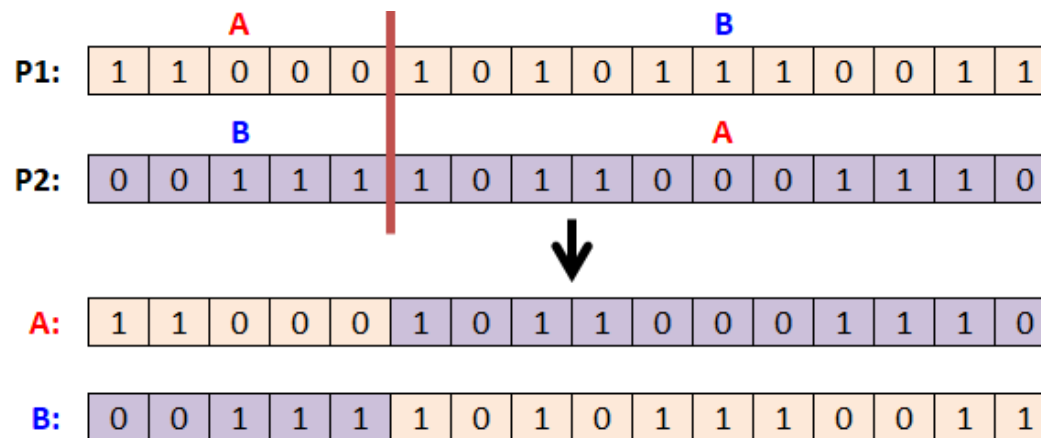 A B
P1: 1 1 0 0 0 1 0 1 0 1 1 1 0 0 1 1
B A
P2: 0 0 1 1 1 1 0 1 1 0 0 0 1 1 1 0
A: 1 1 0 0 0 1 0 1 1 0 0 0 1 1 1 0
B: 0 0 1 1 1 1 0 1 0 1 1 1 0 0 1 1